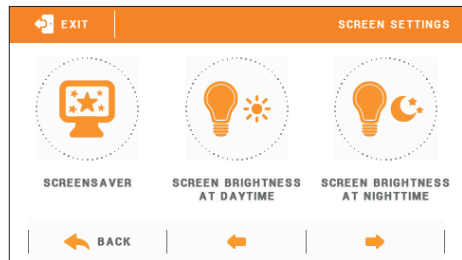 EXIT
SCREEN SETTINGS
SCREENSAVER
SCREEN BRIGHTNESS
AT DAYTIME
SCREEN BRIGHTNESS
AT NIGHTTIME
BACK